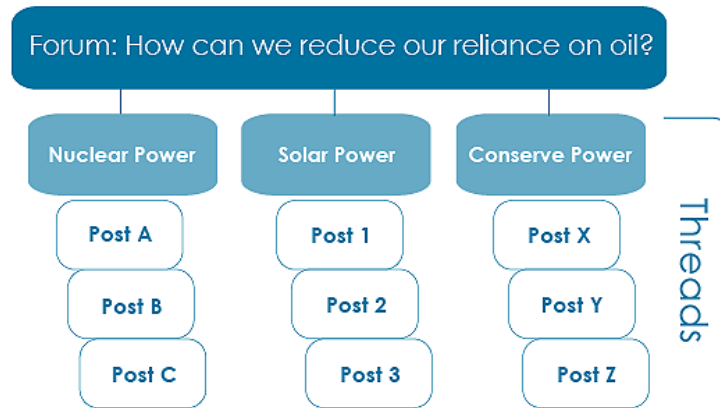 Forum: How can we reduce our reliance on oil?
Nuclear Power
Solar Power
Conserve Power
Post A
Post 1
Post X
Post B
Post 2
Post Y
Post C
Post 3
Post Z
Threads